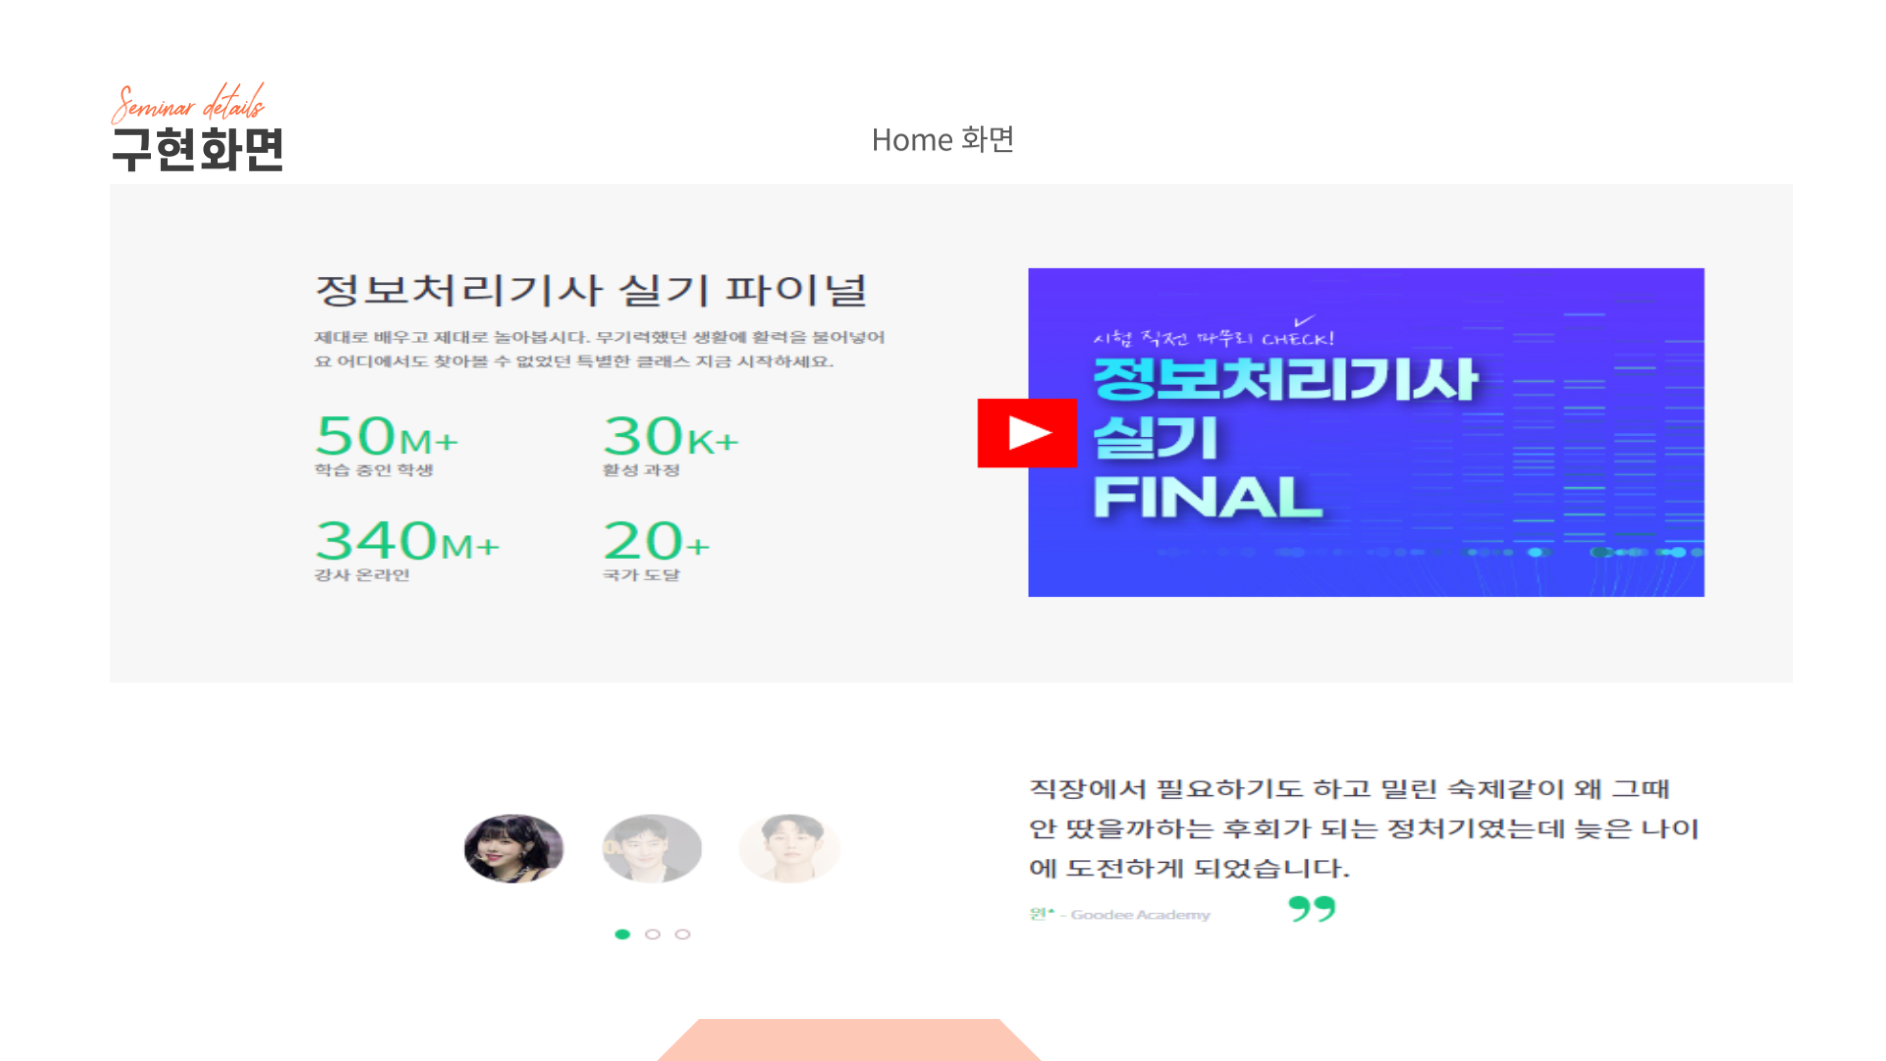 Seminar details
구현화면
Home 화면
정보처리기사 실기 파이널
제대로 배우고 제대로 놀아봅시다. 무기력했던 생활에 활력을 불어넣어
요 어디에서도 찾아볼 수 없었던 특별한 클래스 지금 시작하세요.
50M+
학습 중인 학생
30K+
활성 과정
340M+
강사 온라인
20+
국가 도달
시험 직전 마무리 CHECK!
정보처리기사
실기
FINAL
직장에서 필요하기도 하고 밀린 숙제같이 왜 그때
안 땄을까하는 후회가 되는 정처기였는데 늦은 나이
에 도전하게 되었습니다.
원* - Goodee Academy